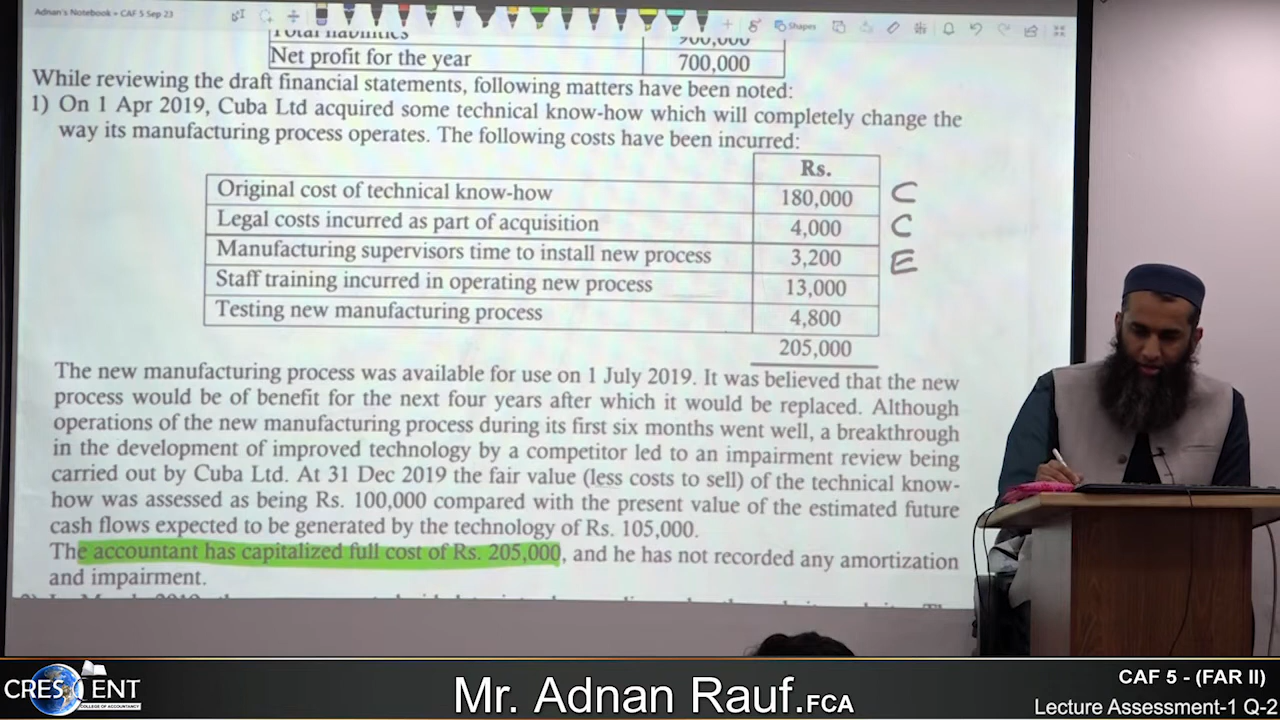 Adnan's Notebook » CAF 5 Sep 23
Shapes
Total liabilities 900,000
Net profit for the year 700,000
While reviewing the draft financial statements, following matters have been noted:
1) On 1 Apr 2019, Cuba Ltd acquired some technical know-how which will completely change the
way its manufacturing process operates. The following costs have been incurred:
Rs.
Original cost of technical know-how 180,000 C
Legal costs incurred as part of acquisition 4,000 C
Manufacturing supervisors time to install new process 3,200 E
Staff training incurred in operating new process 13,000
Testing new manufacturing process 4,800
205,000
The new manufacturing process was available for use on 1 July 2019. It was believed that the new
process would be of benefit for the next four years after which it would be replaced. Although
operations of the new manufacturing process during its first six months went well, a breakthrough
in the development of improved technology by a competitor led to an impairment review being
carried out by Cuba Ltd. At 31 Dec 2019 the fair value (less costs to sell) of the technical know-
how was assessed as being Rs. 100,000 compared with the present value of the estimated future
cash flows expected to be generated by the technology of Rs. 105,000.
The accountant has capitalized full cost of Rs. 205,000, and he has not recorded any amortization
and impairment.
CRESCENT
COLLEGE OF ACCOUNTANCY
Mr. Adnan Rauf.FCA
CAF 5 - (FAR II)
Lecture Assessment-1 Q-2